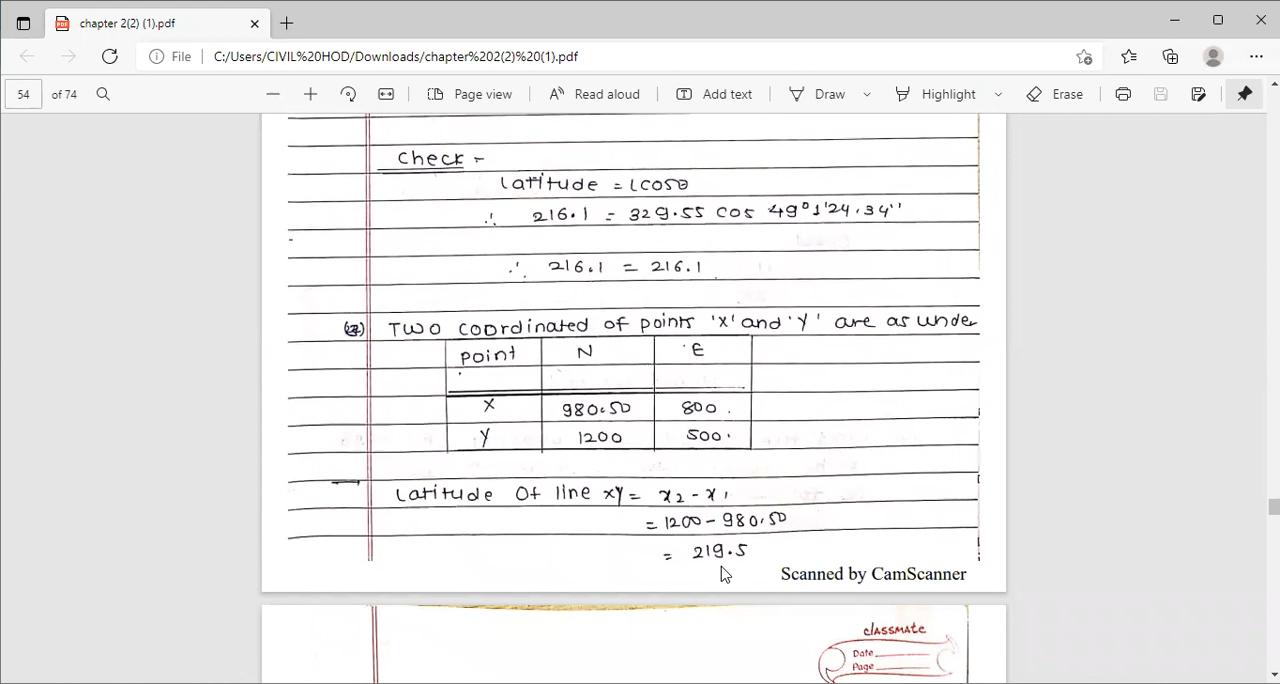 chapter 2(2) (1).pdf
File C:/Users/CIVIL%20HOD/Downloads/chapter%202(2)%20(1).pdf
54 of 74 Page view Read aloud Add text Draw Highlight Erase
Check -
Latitude = LCOSθ
∴ 216.1 = 329.55 cos 49°1'24.34''
∴ 216.1 = 216.1
TWO coordinated of points 'X' and 'Y' are as under
Point N E
X 980.50 800
Y 1200 500
Latitude Of line XY = x2 - x1
= 1200 - 980.50
= 219.5
Scanned by CamScanner
classmate
Date
Page